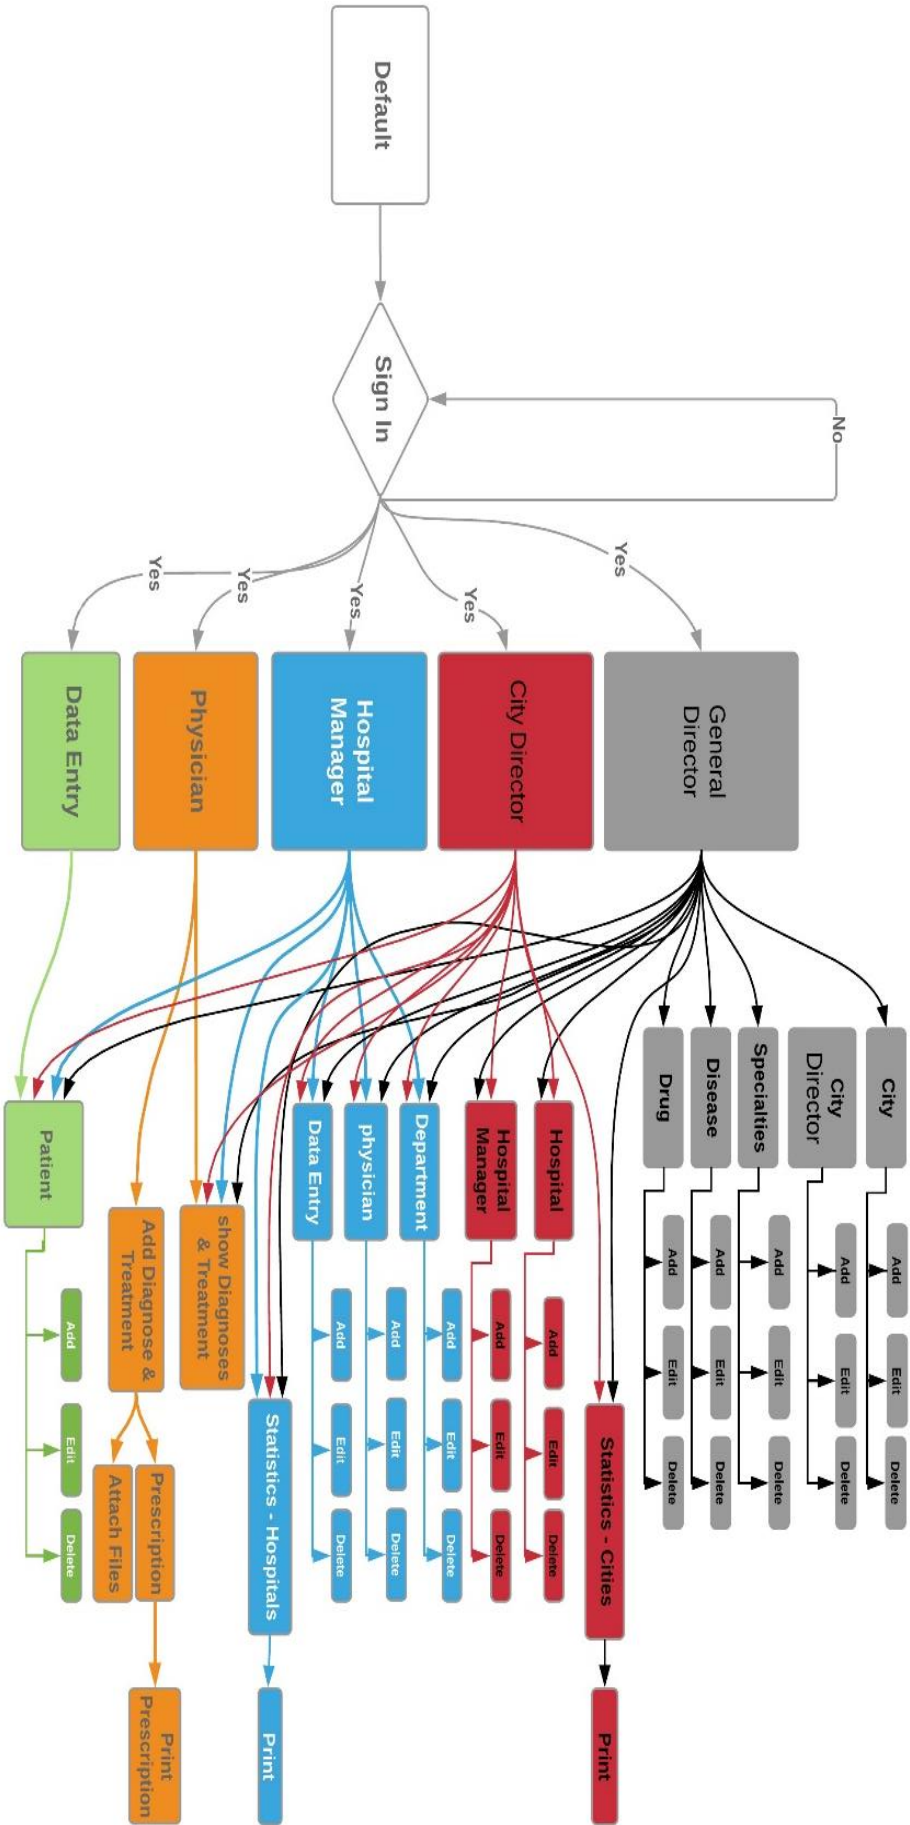 Default
Sign In
No
Yes
Yes
Yes
Yes
Yes
General
Director
City Director
Hospital
Manager
Physician
Data Entry
City
Add
Edit
Delete
City
Director
Add
Edit
Delete
Specialties
Add
Edit
Delete
Disease
Add
Edit
Delete
Drug
Add
Edit
Delete
Statistics - Cities
Print
Hospital
Add
Edit
Delete
Hospital
Manager
Add
Edit
Delete
Department
Add
Edit
Delete
physician
Add
Edit
Delete
Data Entry
Add
Edit
Delete
Statistics - Hospitals
Print
show Diagnoses
& Treatment
Add Diagnose &
Treatment
Prescription
Attach Files
Print
Prescription
Patient
Add
Edit
Delete